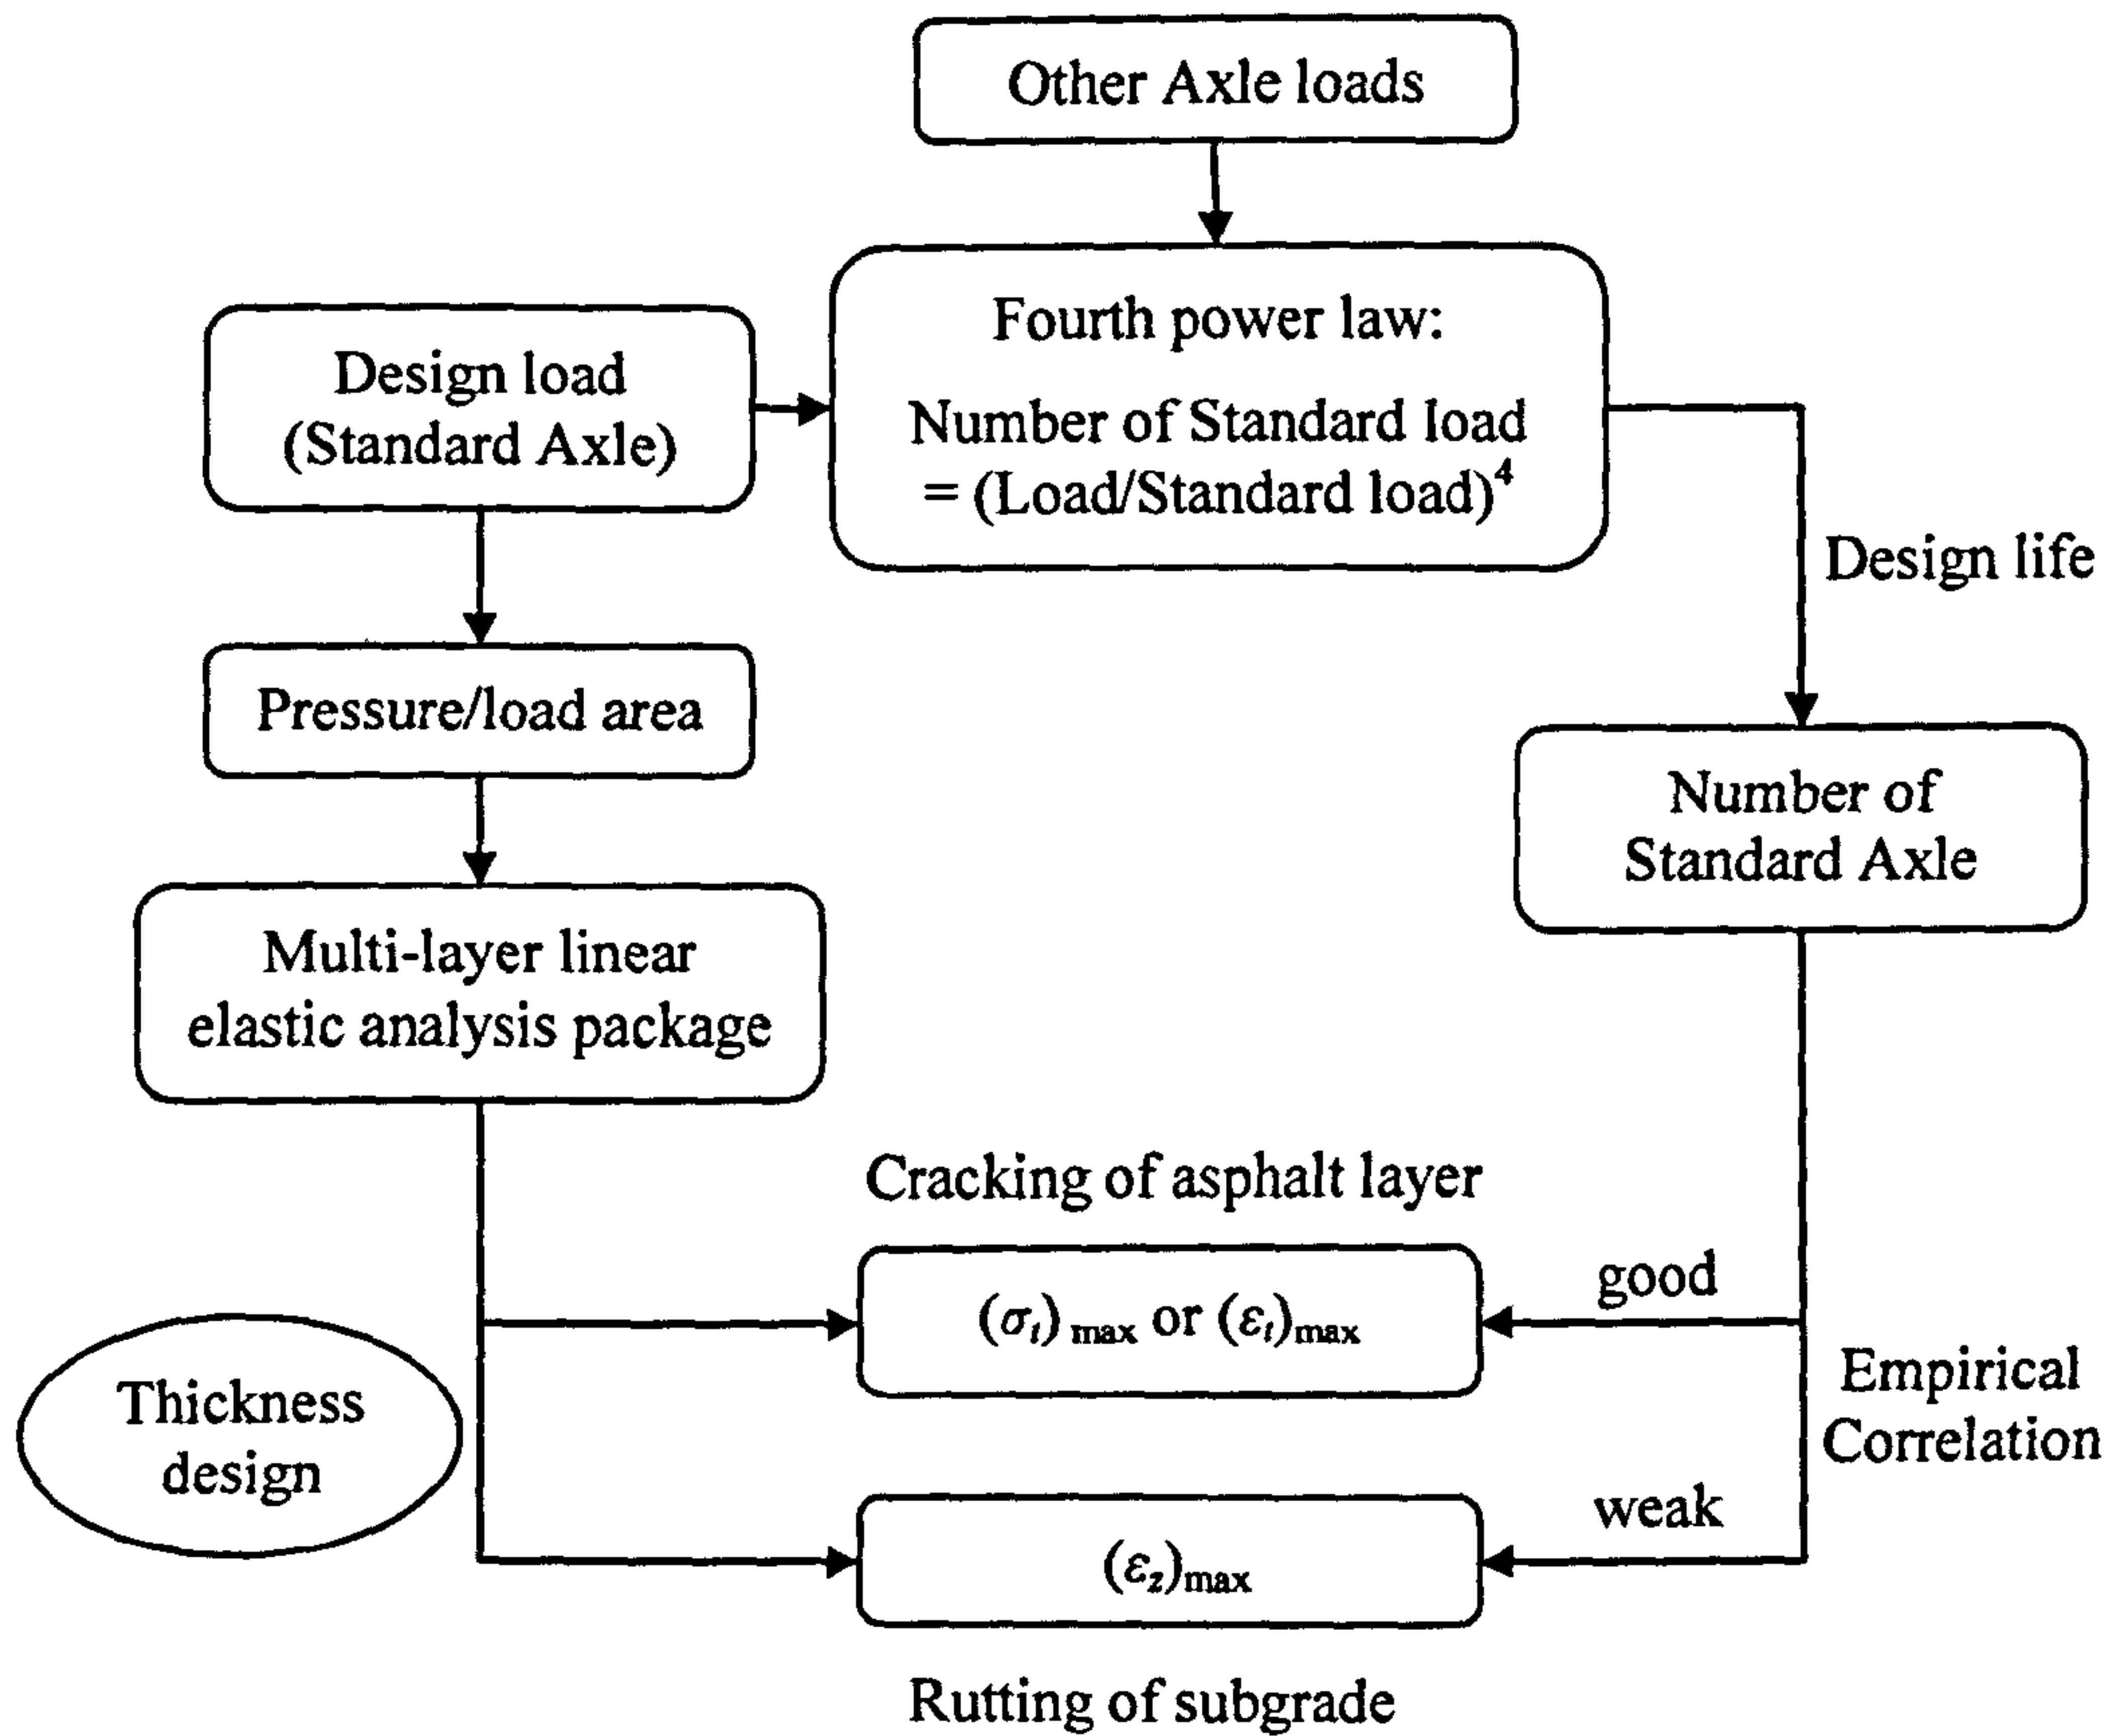 Other Axle loads
Fourth power law:
Number of Standard load
= (Load/Standard load)⁴
Design load
(Standard Axle)
Design life
Pressure/load area
Number of
Standard Axle
Multi-layer linear
elastic analysis package
Cracking of asphalt layer
good
(σₜ) max or (εₜ)max
Thickness
design
Empirical
Correlation
weak
(ε_z)max
Rutting of subgrade